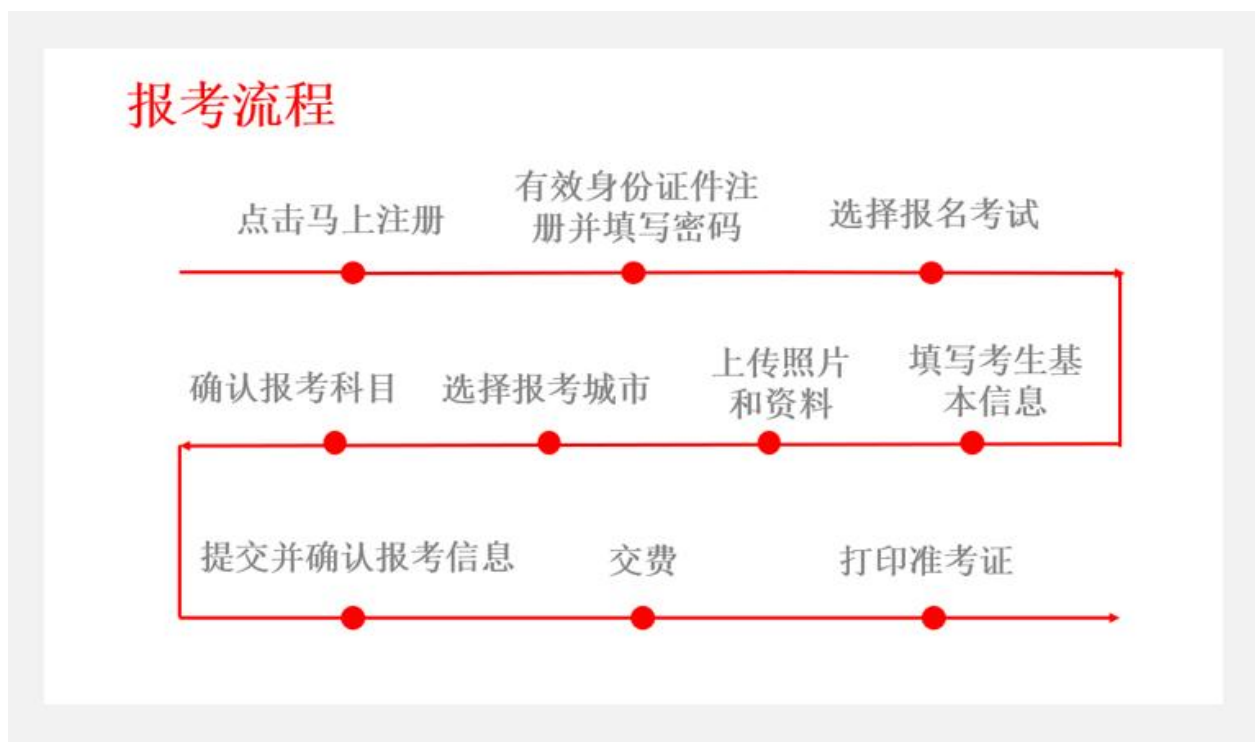 报考流程
点击马上注册
有效身份证件注
册并填写密码
选择报名考试
填写考生基
本信息
上传照片
和资料
选择报考城市
确认报考科目
提交并确认报考信息
交费
打印准考证